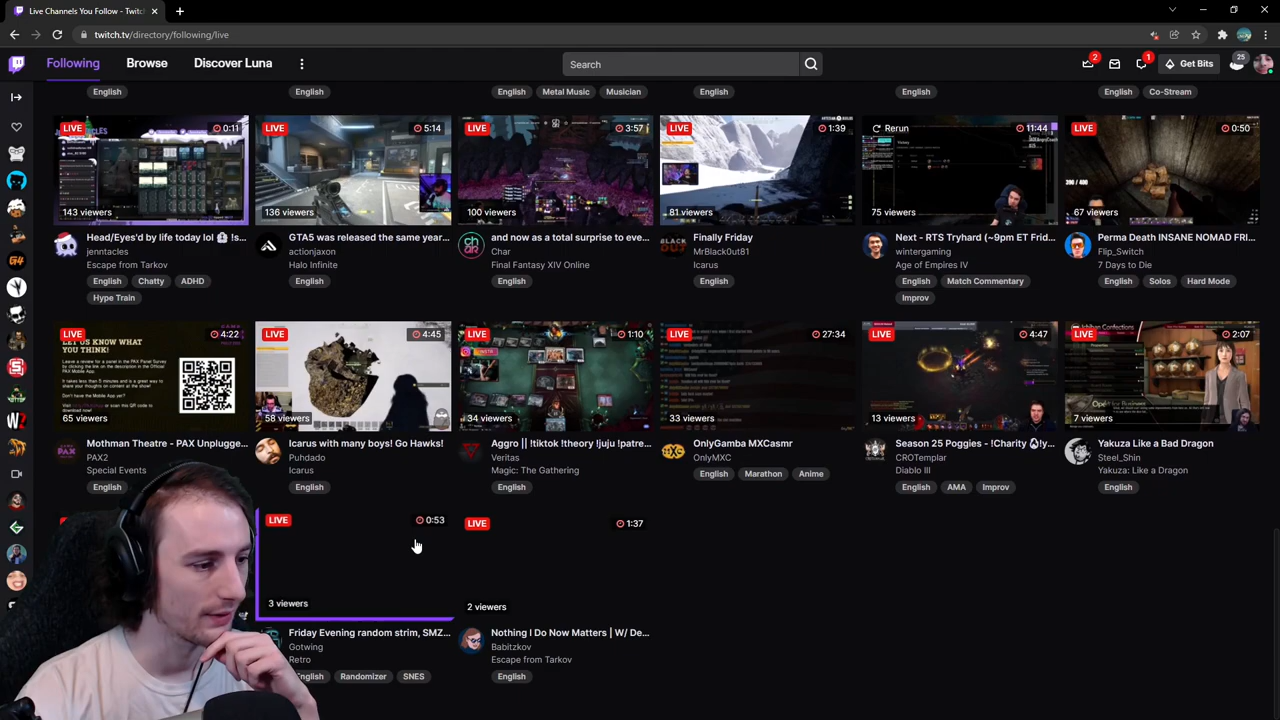 Live Channels You Follow - Twitch
twitch.tv/directory/following/live
Following
Browse
Discover Luna
Search
2
1
Get Bits
25
English
English
English Metal Music Musician
English
English
English Co-Stream
LIVE 0:11
143 viewers
Head/Eyes'd by life today lol !s...
jenntacles
Escape from Tarkov
English Chatty ADHD
Hype Train
LIVE 5:14
136 viewers
GTA5 was released the same year...
actionjaxon
Halo Infinite
English
LIVE 3:57
100 viewers
and now as a total surprise to eve...
Char
Final Fantasy XIV Online
English
LIVE 1:39
81 viewers
Finally Friday
MrBlack0ut81
Icarus
English
Rerun 11:44
75 viewers
Next - RTS Tryhard (~9pm ET Frid...
wintergaming
Age of Empires IV
English Match Commentary
Improv
LIVE 0:50
67 viewers
Perma Death INSANE NOMAD FRI...
Flip_Switch
7 Days to Die
English Solos Hard Mode
LIVE 4:22
LET US KNOW WHAT
YOU THINK!
65 viewers
Mothman Theatre - PAX Unplugge...
PAX2
Special Events
English
LIVE 4:45
58 viewers
Icarus with many boys! Go Hawks!
Puhdado
Icarus
English
LIVE 1:10
34 viewers
Aggro || !tiktok !theory !juju !patre...
Veritas
Magic: The Gathering
English
LIVE 27:34
33 viewers
OnlyGamba MXCasmr
OnlyMXC
English Marathon Anime
LIVE 4:47
13 viewers
Season 25 Poggies - !Charity !y...
CROTemplar
Diablo III
English AMA Improv
LIVE 2:07
7 viewers
Yakuza Like a Bad Dragon
Steel_Shin
Yakuza: Like a Dragon
English
LIVE 0:53
3 viewers
Friday Evening random strim, SMZ...
Gotwing
Retro
English Randomizer SNES
LIVE 1:37
2 viewers
Nothing I Do Now Matters | W/ De...
Babitzkov
Escape from Tarkov
English